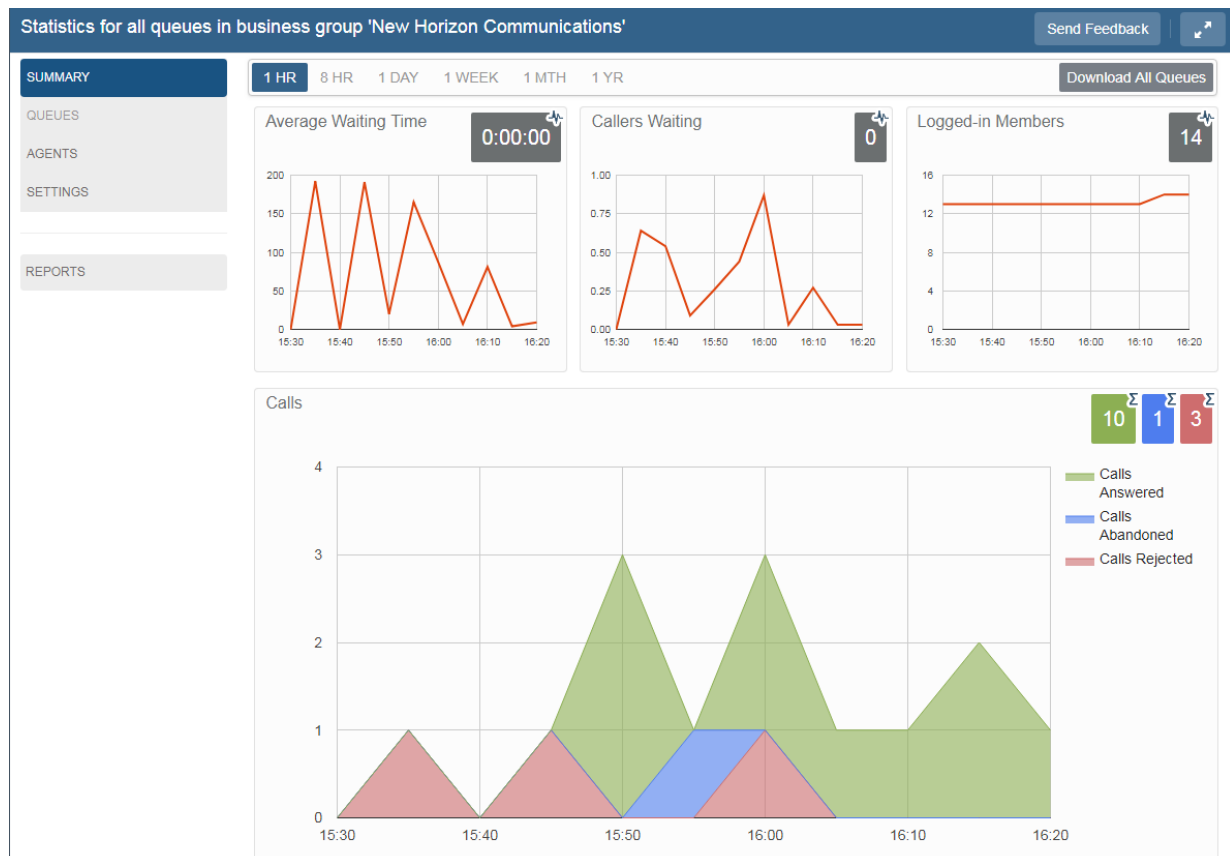 Statistics for all queues in business group 'New Horizon Communications'
Send Feedback
SUMMARY
QUEUES
AGENTS
SETTINGS
REPORTS
1 HR 8 HR 1 DAY 1 WEEK 1 MTH 1 YR
Download All Queues
Average Waiting Time
0:00:00
200
150
100
50
0
15:30 15:40 15:50 16:00 16:10 16:20
Callers Waiting
0
1.00
0.75
0.50
0.25
0.00
15:30 15:40 15:50 16:00 16:10 16:20
Logged-in Members
14
16
12
8
4
0
15:30 15:40 15:50 16:00 16:10 16:20
Calls
Σ Σ Σ
10 1 3
4
3
2
1
0
15:30 15:40 15:50 16:00 16:10 16:20
Calls
Answered
Calls
Abandoned
Calls Rejected